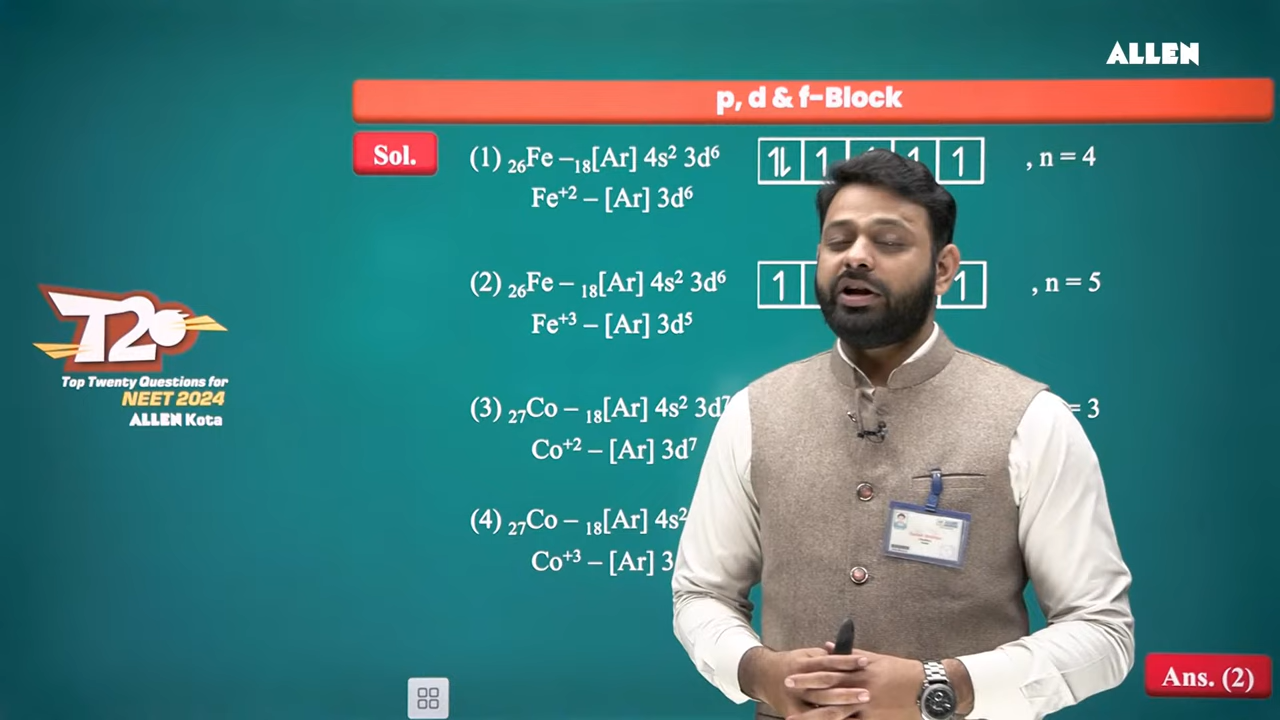 ALLEN
p, d & f-Block
Sol.
(1) ₂₆Fe –₁₈[Ar] 4s² 3d⁶ , n = 4
Fe⁺² – [Ar] 3d⁶
(2) ₂₆Fe – ₁₈[Ar] 4s² 3d⁶ , n = 5
Fe⁺³ – [Ar] 3d⁵
(3) ₂₇Co – ₁₈[Ar] 4s² 3d⁷ = 3
Co⁺² – [Ar] 3d⁷
(4) ₂₇Co – ₁₈[Ar] 4s²
Co⁺³ – [Ar] 3
T20
Top Twenty Questions for
NEET 2024
ALLEN Kota
Ans. (2)